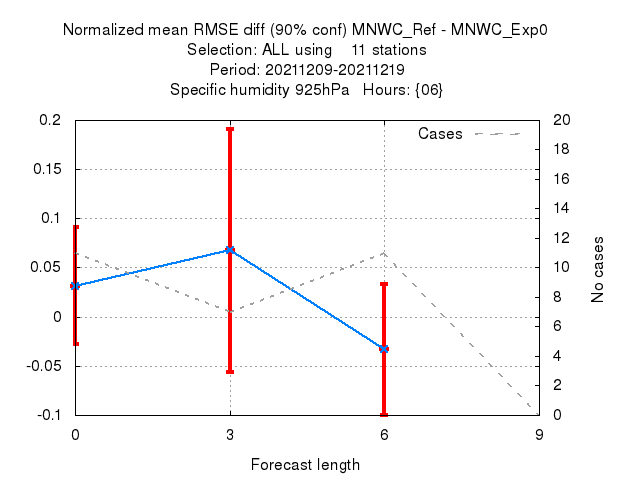 Normalized mean RMSE diff (90% conf) MNWC_Ref - MNWC_Exp0
Selection: ALL using    11 stations
Period: 20211209-20211219
Specific humidity 925hPa   Hours: {06}
Cases
0.2
0.15
0.1
0.05
0
-0.05
-0.1
20
18
16
14
12
10
8
6
4
2
0
No cases
0 3 6 9
Forecast length